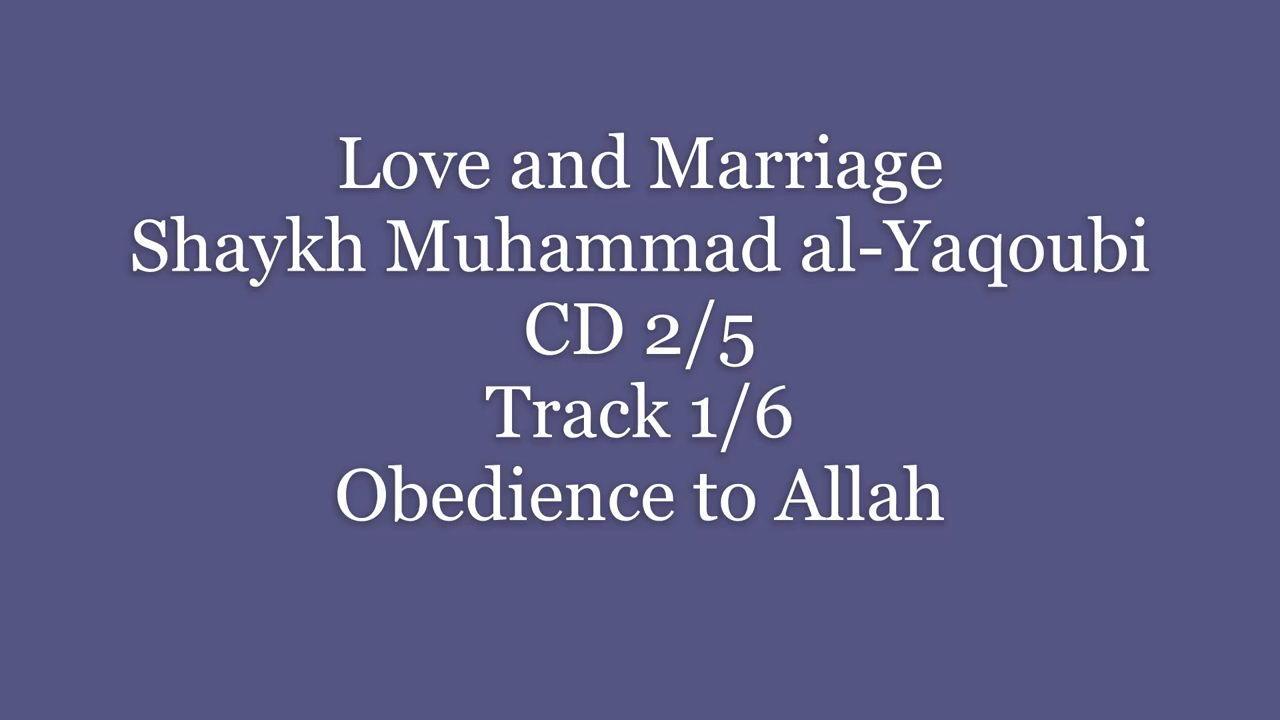 Love and Marriage
Shaykh Muhammad al-Yaqoubi
CD 2/5
Track 1/6
Obedience to Allah